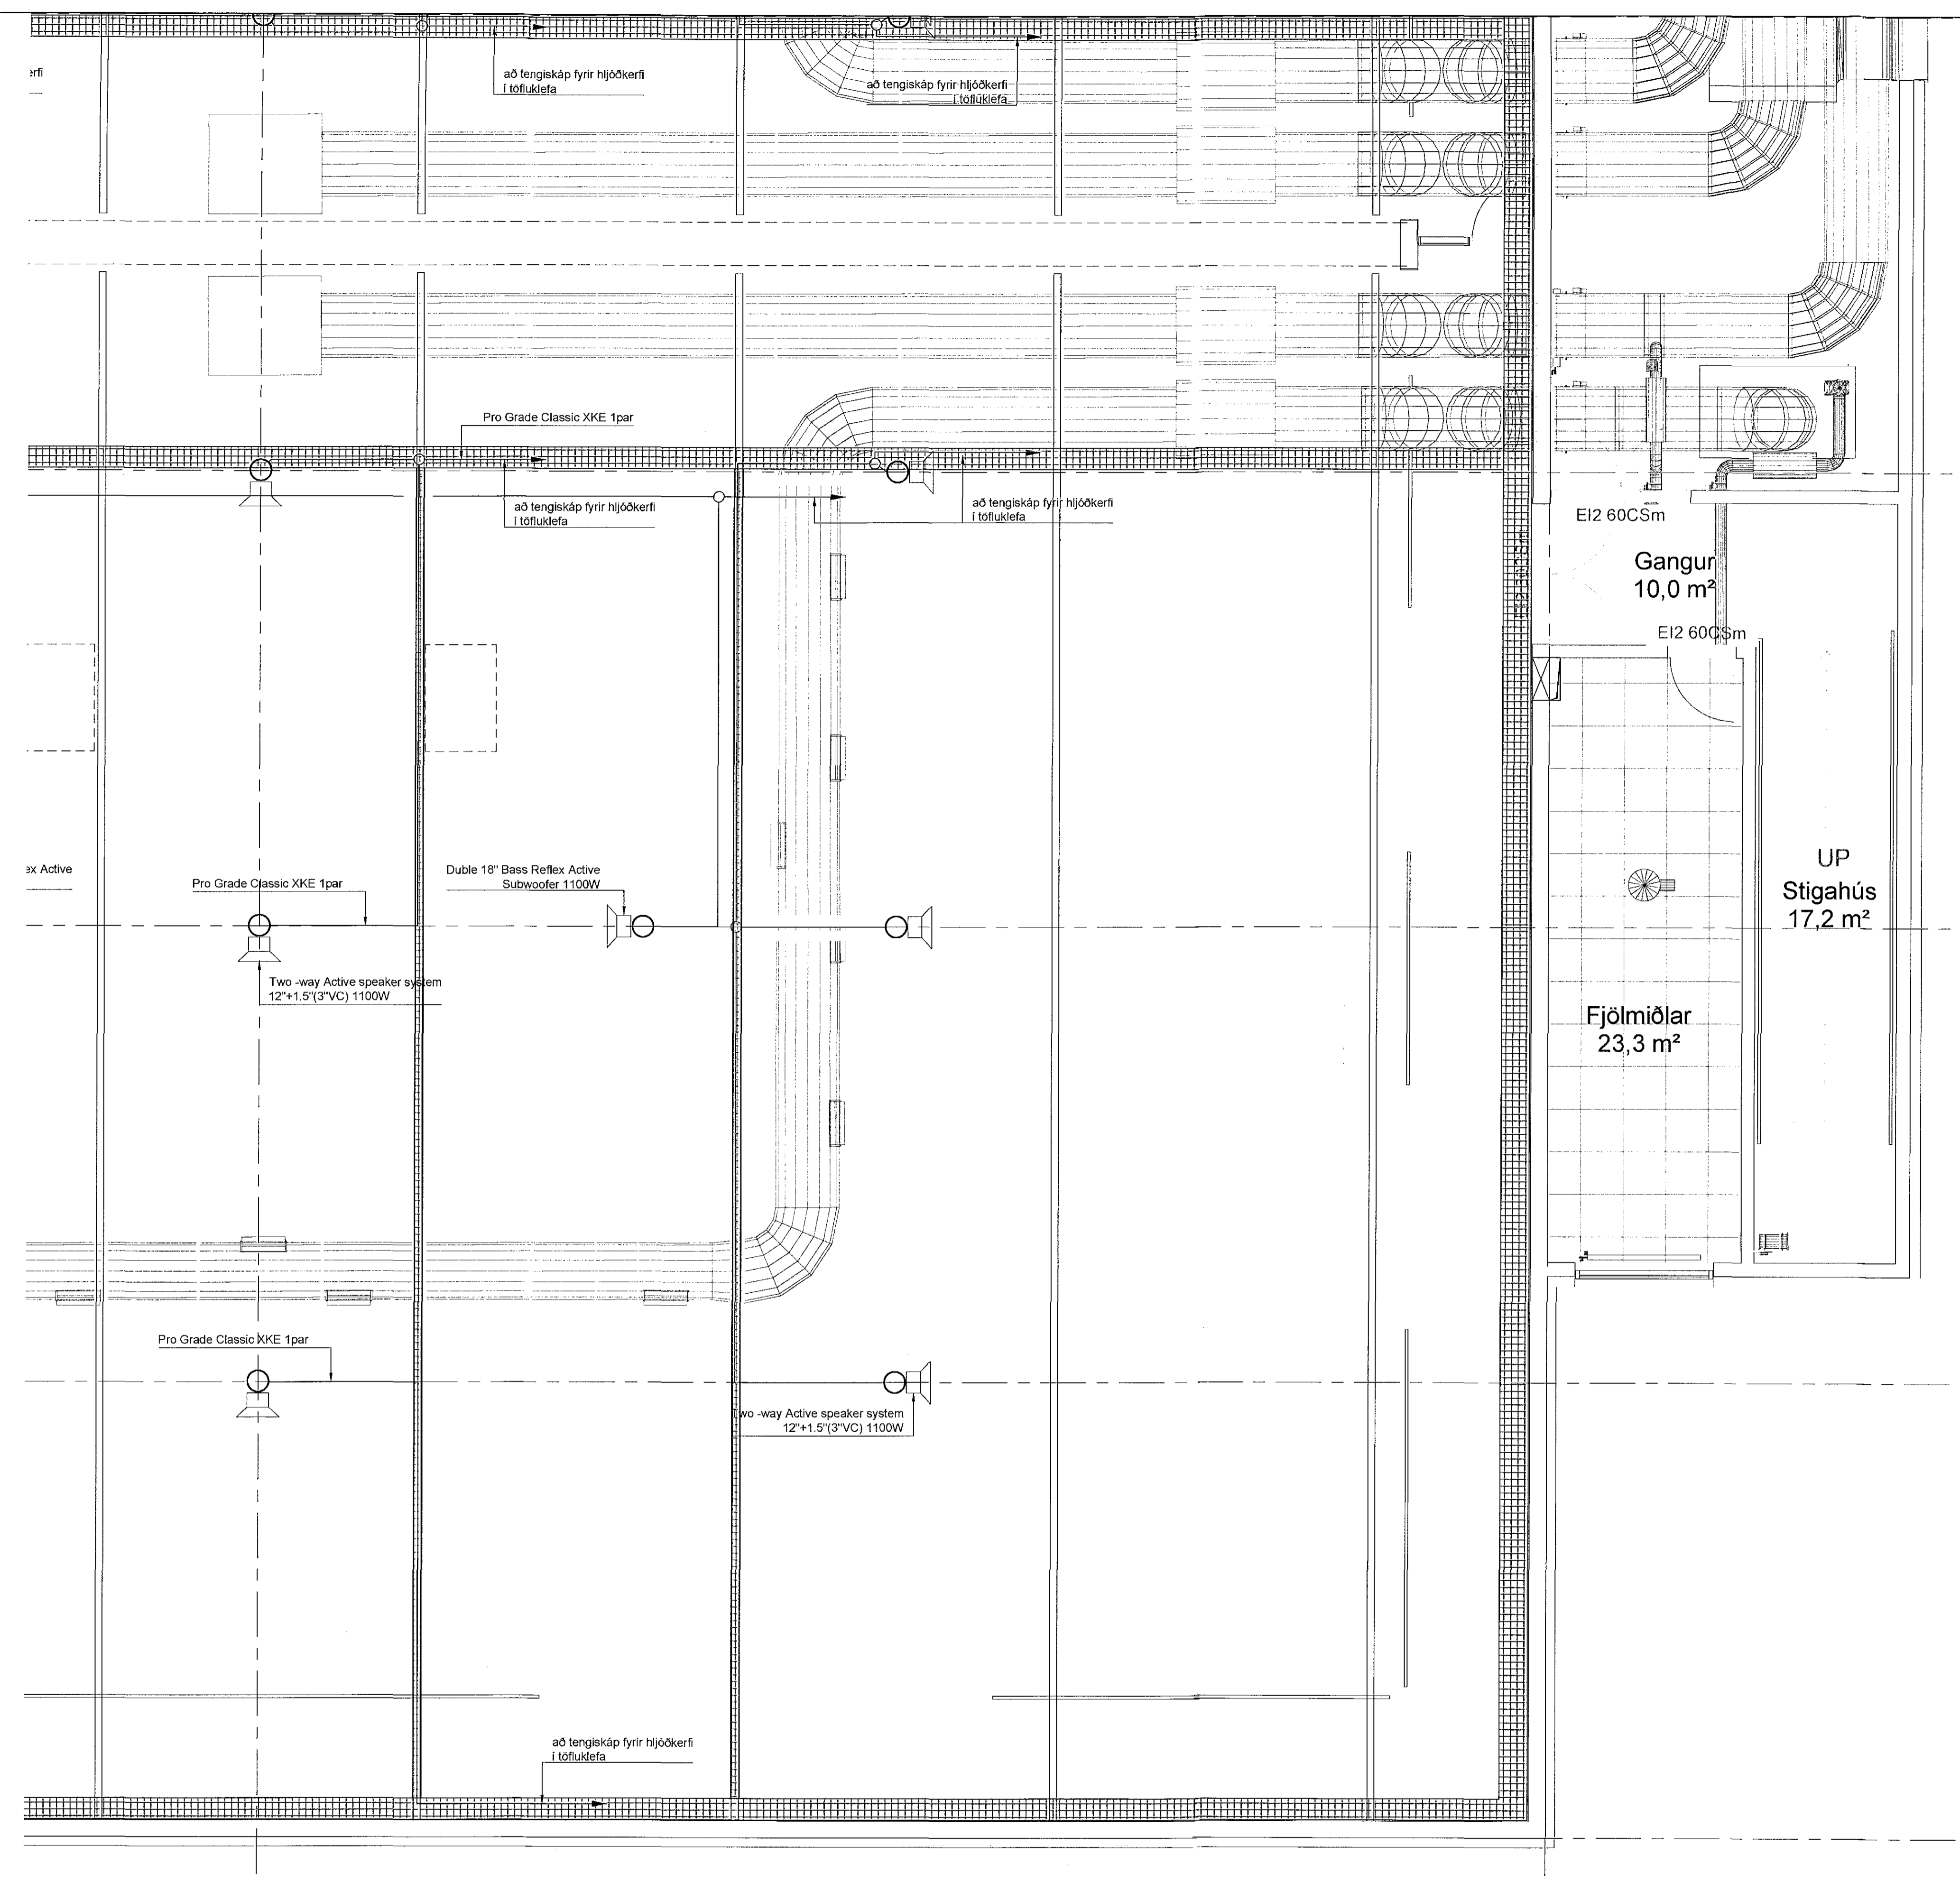 erfi
að tengiskáp fyrir hljóðkerfi
í töfluklefa
að tengiskáp fyrir hljóðkerfi
í töfluklefa
Pro Grade Classic XKE 1par
að tengiskáp fyrir hljóðkerfi
í töfluklefa
að tengiskáp fyrir hljóðkerfi
í töfluklefa
EI2 60CSm
Gangur
10,0 m²
EI2 60CSm
ex Active
Pro Grade Classic XKE 1par
Duble 18" Bass Reflex Active
Subwoofer 1100W
UP
Stigahús
17,2 m²
Two -way Active speaker system
12"+1.5"(3"VC) 1100W
Fjölmiðlar
23,3 m²
Pro Grade Classic XKE 1par
Two -way Active speaker system
12"+1.5"(3"VC) 1100W
að tengiskáp fyrir hljóðkerfi
í töfluklefa